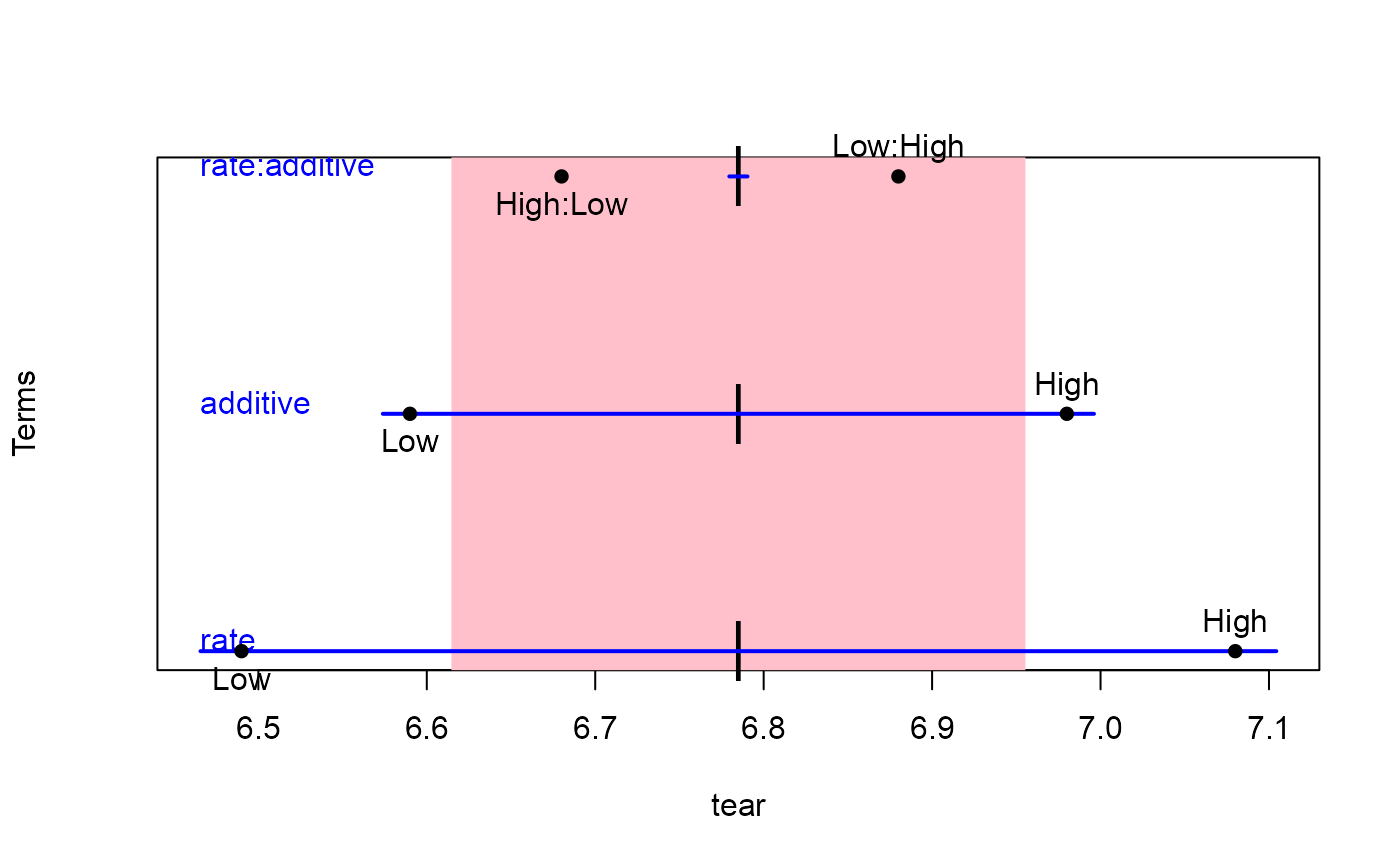 Low:High
rate:additive
High:Low
High
additive
Low
Terms
High
rate
Low
6.5 6.6 6.7 6.8 6.9 7.0 7.1
tear